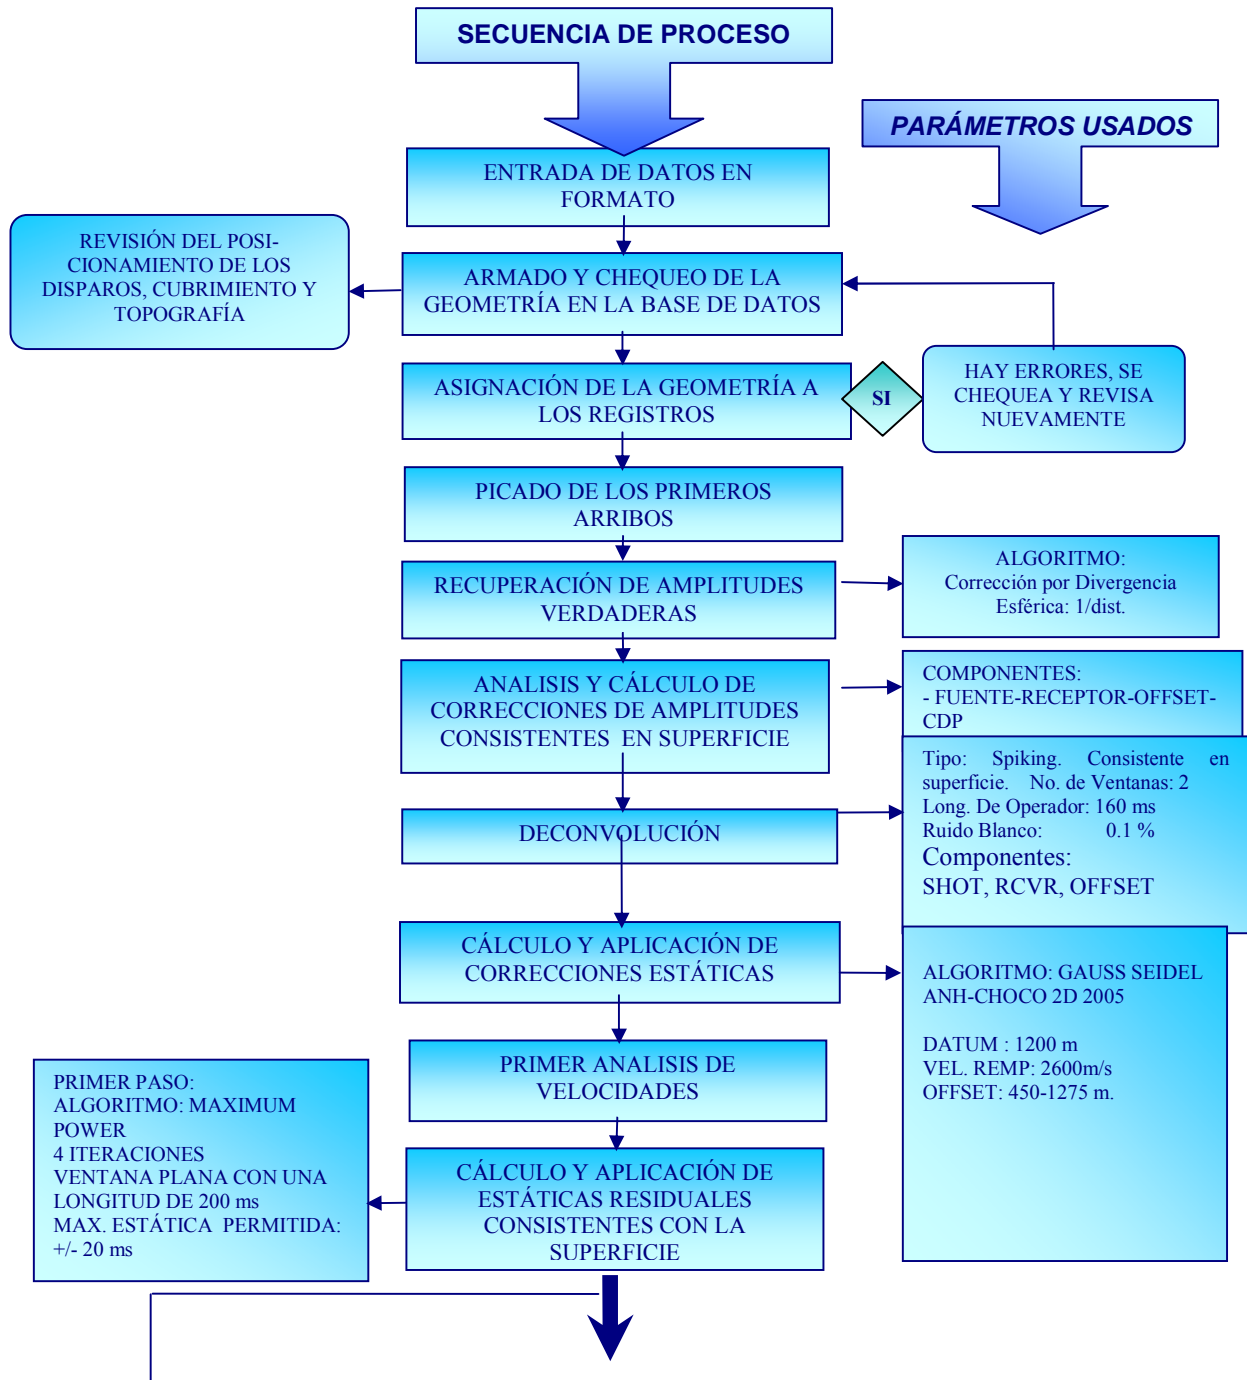 SECUENCIA DE PROCESO
PARÁMETROS USADOS
ENTRADA DE DATOS EN
FORMATO
REVISIÓN DEL POSI-
CIONAMIENTO DE LOS
DISPAROS, CUBRIMIENTO Y
TOPOGRAFÍA
ARMADO Y CHEQUEO DE LA
GEOMETRÍA EN LA BASE DE DATOS
ASIGNACIÓN DE LA GEOMETRÍA A
LOS REGISTROS
SI
HAY ERRORES, SE
CHEQUEA Y REVISA
NUEVAMENTE
PICADO DE LOS PRIMEROS
ARRIBOS
RECUPERACIÓN DE AMPLITUDES
VERDADERAS
ALGORITMO:
Corrección por Divergencia
Esférica: 1/dist.
ANALISIS Y CÁLCULO DE
CORRECCIONES DE AMPLITUDES
CONSISTENTES EN SUPERFICIE
COMPONENTES:
- FUENTE-RECEPTOR-OFFSET-
CDP
DECONVOLUCIÓN
Tipo: Spiking. Consistente en
superficie. No. de Ventanas: 2
Long. De Operador: 160 ms
Ruido Blanco: 0.1 %
Componentes:
SHOT, RCVR, OFFSET
CÁLCULO Y APLICACIÓN DE
CORRECCIONES ESTÁTICAS
ALGORITMO: GAUSS SEIDEL
ANH-CHOCO 2D 2005
DATUM : 1200 m
VEL. REMP: 2600m/s
OFFSET: 450-1275 m.
PRIMER ANALISIS DE
VELOCIDADES
PRIMER PASO:
ALGORITMO: MAXIMUM
POWER
4 ITERACIONES
VENTANA PLANA CON UNA
LONGITUD DE 200 ms
MAX. ESTÁTICA PERMITIDA:
+/- 20 ms
CÁLCULO Y APLICACIÓN DE
ESTÁTICAS RESIDUALES
CONSISTENTES CON LA
SUPERFICIE